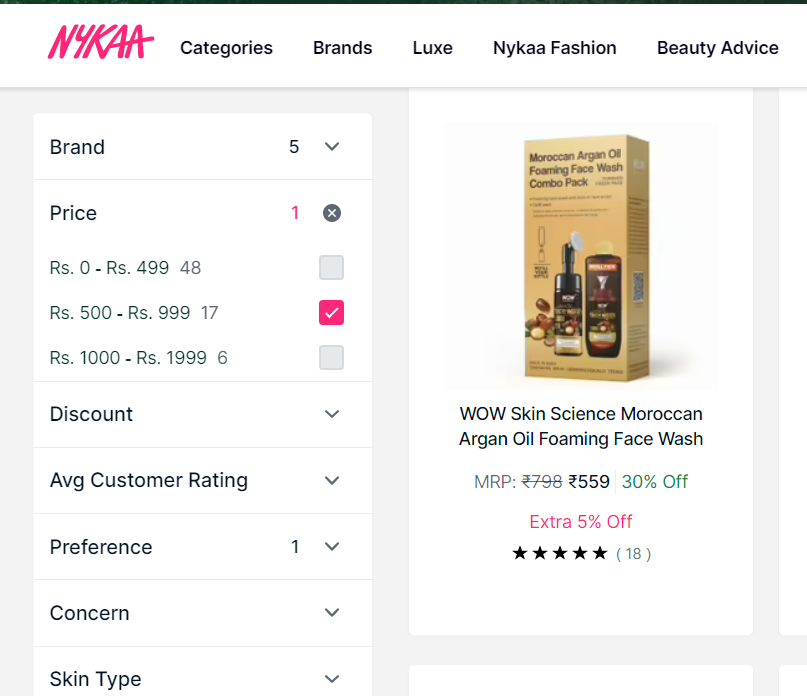 NYKAA
Categories
Brands
Luxe
Nykaa Fashion
Beauty Advice
Brand 5
Price 1
Rs. 0 - Rs. 499 48
Rs. 500 - Rs. 999 17
Rs. 1000 - Rs. 1999 6
Discount
Avg Customer Rating
Preference 1
Concern
Skin Type
Moroccan Argan Oil
Foaming Face Wash
Combo Pack
WOW
WOW Skin Science Moroccan
Argan Oil Foaming Face Wash
MRP: ₹798 ₹559 30% Off
Extra 5% Off
★★★★★ ( 18 )